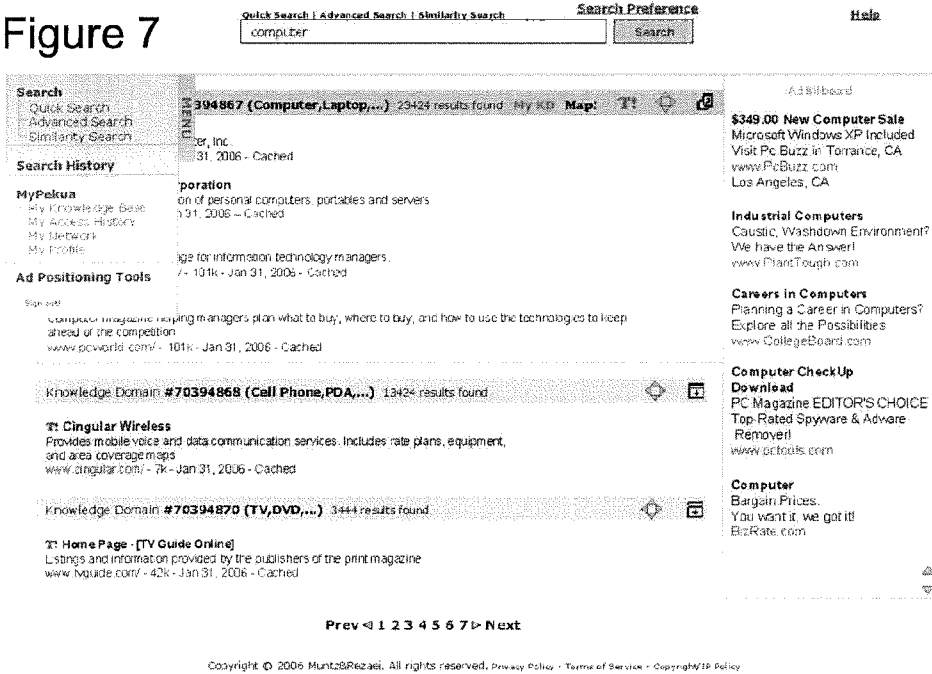 Figure 7
Quick Search | Advanced Search | Similarity Search
Search Preference
Help
computer
Search
Search
Quick Search
Advanced Search
Similarity Search
Search History
MyPekua
My Knowledge Base
My Access History
My Network
My Profile
Ad Positioning Tools
Sign out!
MENU
394867 (Computer,Laptop,...) 23424 results found My KD Map! T!
ter, Inc.
31, 2006 - Cached
rporation
on of personal computers, portables and servers
n 31, 2006 - Cached
age for information technology managers.
/- 101k - Jan 31, 2006 - Cached
Computer magazine helping managers plan what to buy, where to buy, and how to use the technologies to keep
ahead of the competition
www.pcworld.com/ - 101k - Jan 31, 2006 - Cached
Knowledge Domain #70394868 (Cell Phone,PDA,...) 13424 results found
T! Cingular Wireless
Provides mobile voice and data communication services. Includes rate plans, equipment,
and area coverage maps
www.cingular.com/ - 7k - Jan 31, 2006 - Cached
Knowledge Domain #70394870 (TV,DVD,...) 3444 results found
T! Home Page - [TV Guide Online]
Listings and information provided by the publishers of the print magazine
www.tvguide.com/ - 42k - Jan 31, 2006 - Cached
Ad Billboard
$349.00 New Computer Sale
Microsoft Windows XP Included
Visit Pc Buzz in Torrance, CA
www.PcBuzz.com
Los Angeles, CA
Industrial Computers
Caustic, Washdown Environment?
We have the Answer!
www.PlantTough.com
Careers in Computers
Planning a Career in Computers?
Explore all the Possibilities
www.CollegeBoard.com
Computer CheckUp
Download
PC Magazine EDITOR'S CHOICE
Top-Rated Spyware & Adware
Remover!
www.pctools.com
Computer
Bargain Prices.
You want it, we got it!
BizRate.com
Prev 1 2 3 4 5 6 7 Next
Copyright © 2006 Muntz&Rezaei. All rights reserved. Privacy Policy - Terms of Service - Copyright/IP Policy